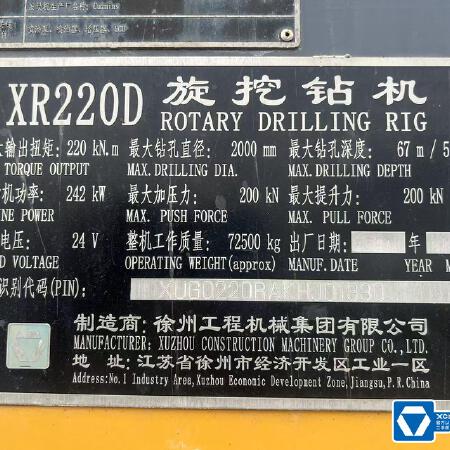 Cummins
XR220D 旋挖钻机
ROTARY DRILLING RIG
输出扭矩: 220 kN.m 最大钻孔直径: 2000 mm 最大钻孔深度: 67 m / 5
TORQUE OUTPUT MAX. DRILLING DIA. MAX. DRILLING DEPTH
机功率: 242 kW 最大加压力: 200 kN 最大提升力: 200 kN
NE POWER MAX. PUSH FORCE MAX. PULL FORCE
电压: 24 V 整机工作质量: 72500 kg 出厂日期: 年
D VOLTAGE OPERATING WEIGHT(approx) MANUF. DATE YEAR MO
识别代码(PIN):
制造商: 徐州工程机械集团有限公司
MANUFACTURER: XUZHOU CONSTRUCTION MACHINERY GROUP CO.,LTD.
地 址: 江苏省徐州市经济开发区工业一区
Address:No.1 Industry Area,Xuzhou Economic Development Zone,Jiangsu,P.R.China